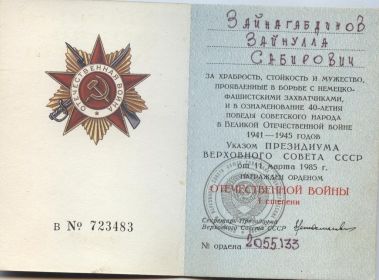 ОТЕЧЕСТВЕННАЯ ВОЙНА
В № 723483
ЗАЙНАГАБДИНОВ
ЗАЙНУЛЛА
САБИРОВИЧ
ЗА ХРАБРОСТЬ, СТОЙКОСТЬ И МУЖЕСТВО,
ПРОЯВЛЕННЫЕ В БОРЬБЕ С НЕМЕЦКО-
ФАШИСТСКИМИ ЗАХВАТЧИКАМИ,
И В ОЗНАМЕНОВАНИЕ 40-ЛЕТИЯ
ПОБЕДЫ СОВЕТСКОГО НАРОДА
В ВЕЛИКОЙ ОТЕЧЕСТВЕННОЙ ВОЙНЕ
1941—1945 ГОДОВ
Указом ПРЕЗИДИУМА
ВЕРХОВНОГО СОВЕТА СССР
от 11 марта 1985 г.
НАГРАЖДЕН ОРДЕНОМ
ОТЕЧЕСТВЕННОЙ ВОЙНЫ
I степени
Секретарь Президиума
Верховного Совета СССР
№ ордена 2055133